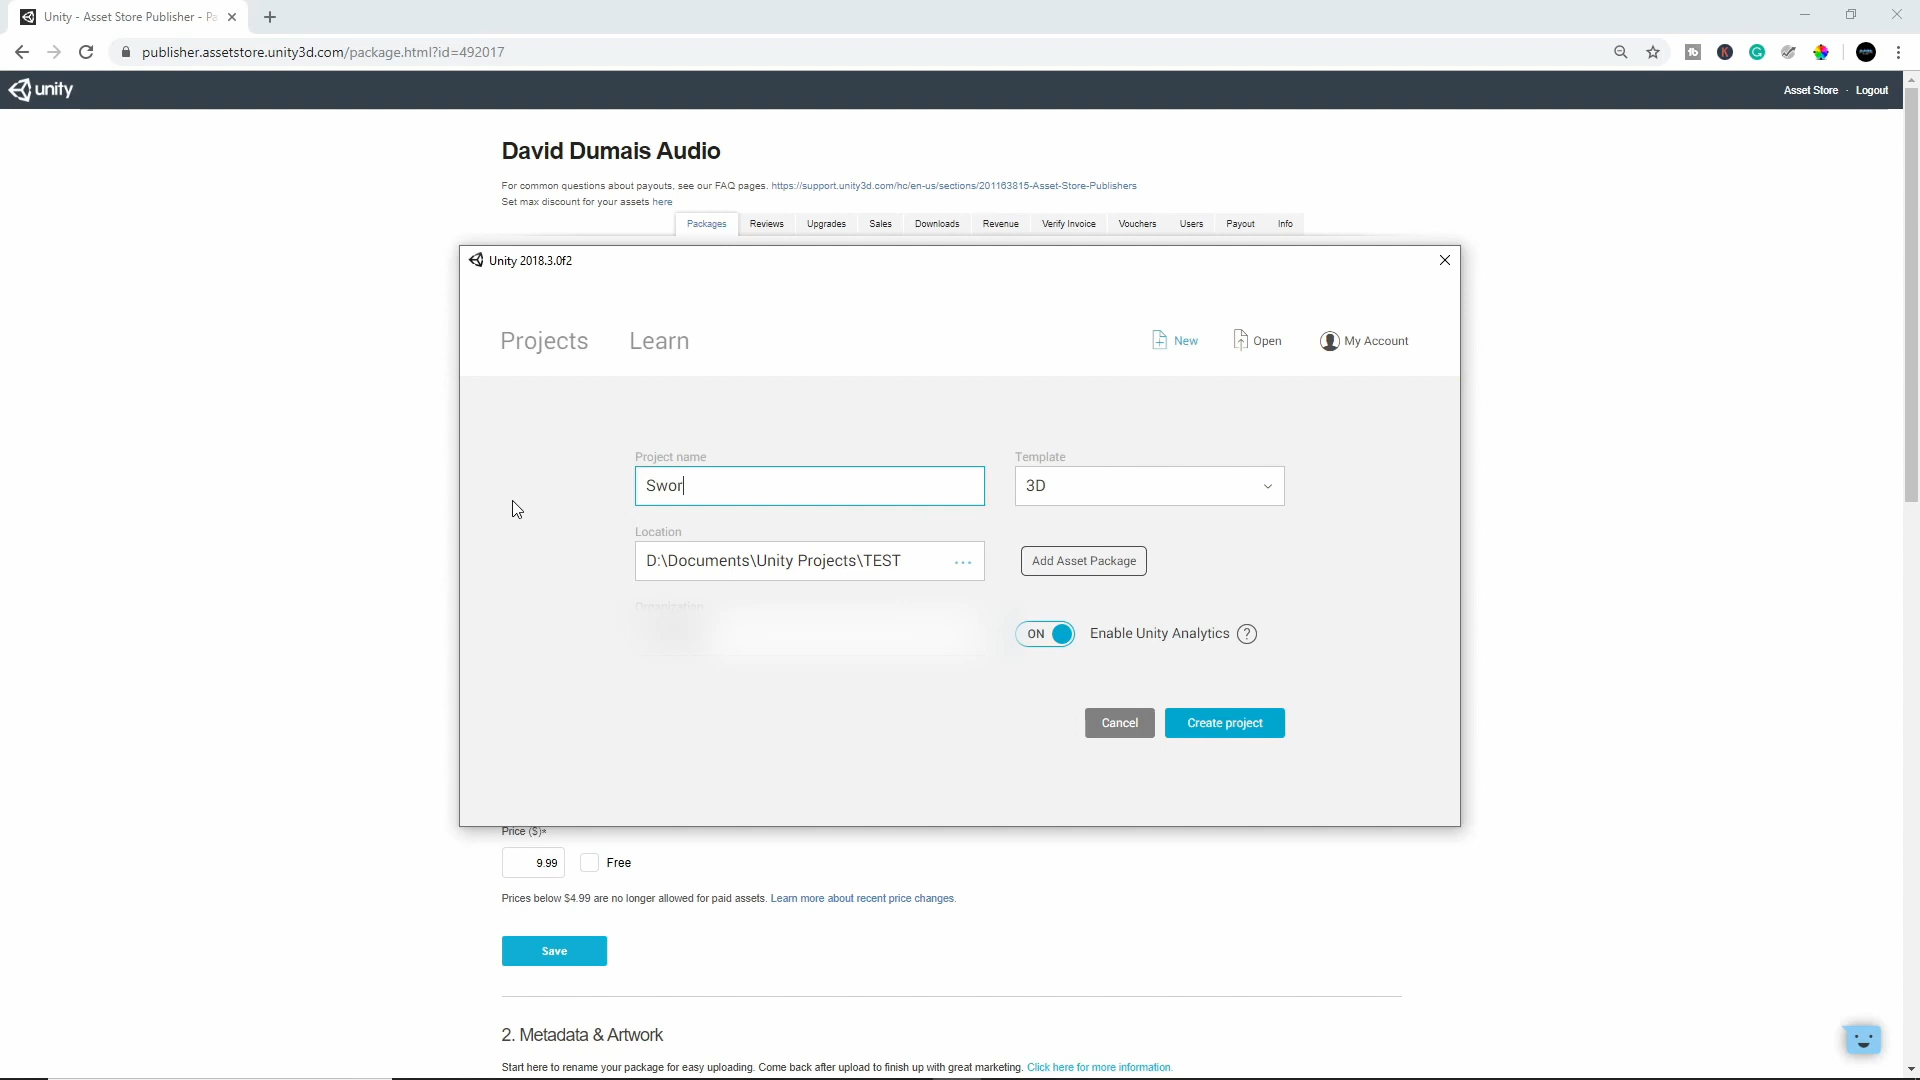 Unity - Asset Store Publisher - Pa
publisher.assetstore.unity3d.com/package.html?id=492017
unity
Asset Store · Logout
David Dumais Audio
For common questions about payouts, see our FAQ pages. https://support.unity3d.com/hc/en-us/sections/201163815-Asset-Store-Publishers
Set max discount for your assets here
Packages Reviews Upgrades Sales Downloads Revenue Verify Invoice Vouchers Users Payout Info
Unity 2018.3.0f2
Projects Learn New Open My Account
Project name Template
Swor 3D
Location
D:\Documents\Unity Projects\TEST ... Add Asset Package
Organization
ON Enable Unity Analytics ?
Cancel Create project
Price ($)*
9.99 Free
Prices below $4.99 are no longer allowed for paid assets. Learn more about recent price changes.
Save
2. Metadata & Artwork
Start here to rename your package for easy uploading. Come back after upload to finish up with great marketing. Click here for more information.